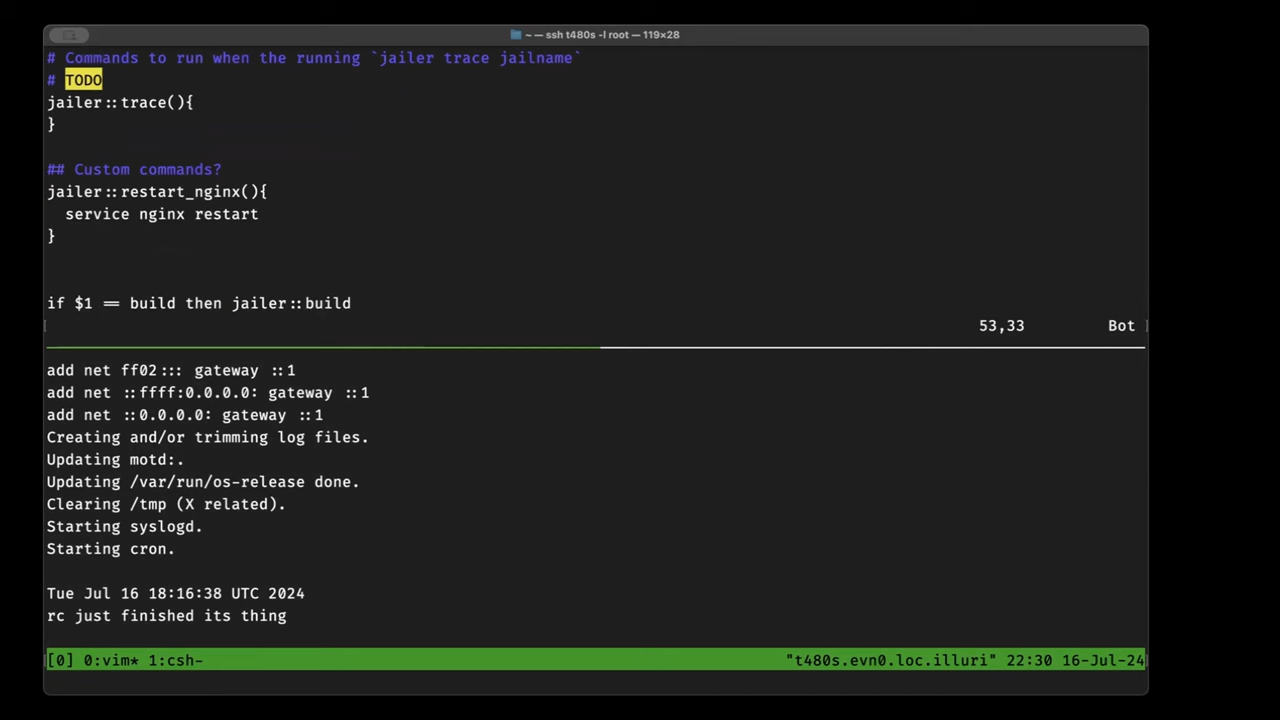 ~ — ssh t480s -l root — 119×28
# Commands to run when the running `jailer trace jailname`
# TODO
jailer::trace(){
}
## Custom commands?
jailer::restart_nginx(){
  service nginx restart
}
if $1 == build then jailer::build
53,33 Bot
add net ff02::: gateway ::1
add net ::ffff:0.0.0.0: gateway ::1
add net ::0.0.0.0: gateway ::1
Creating and/or trimming log files.
Updating motd:.
Updating /var/run/os-release done.
Clearing /tmp (X related).
Starting syslogd.
Starting cron.
Tue Jul 16 18:16:38 UTC 2024
rc just finished its thing
[0] 0:vim* 1:csh- "t480s.evn0.loc.illuri" 22:30 16-Jul-24